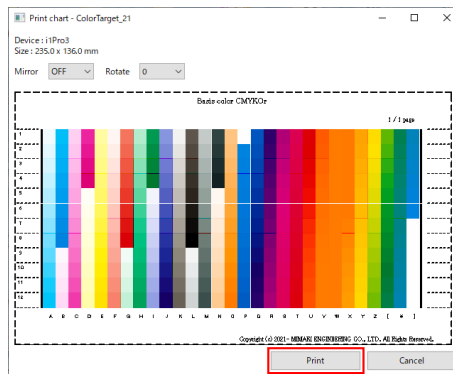 Print chart - ColorTarget_21
Device : i1Pro3
Size : 235.0 x 136.0 mm
Mirror OFF Rotate 0
Basis color CMYKOr
1 / 1 page
1
2
3
4
5
6
7
8
9
10
11
12
A B C D E F G H I J K L M N O P Q R S T U V W X Y Z [ ¥ ]
Copyright (c) 2021- MIMAKI ENGINEERING CO., LTD. All Rights Reserved.
Print Cancel